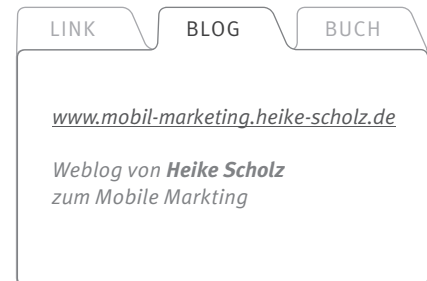 LINK BLOG BUCH
www.mobil-marketing.heike-scholz.de
Weblog von Heike Scholz
zum Mobile Markting